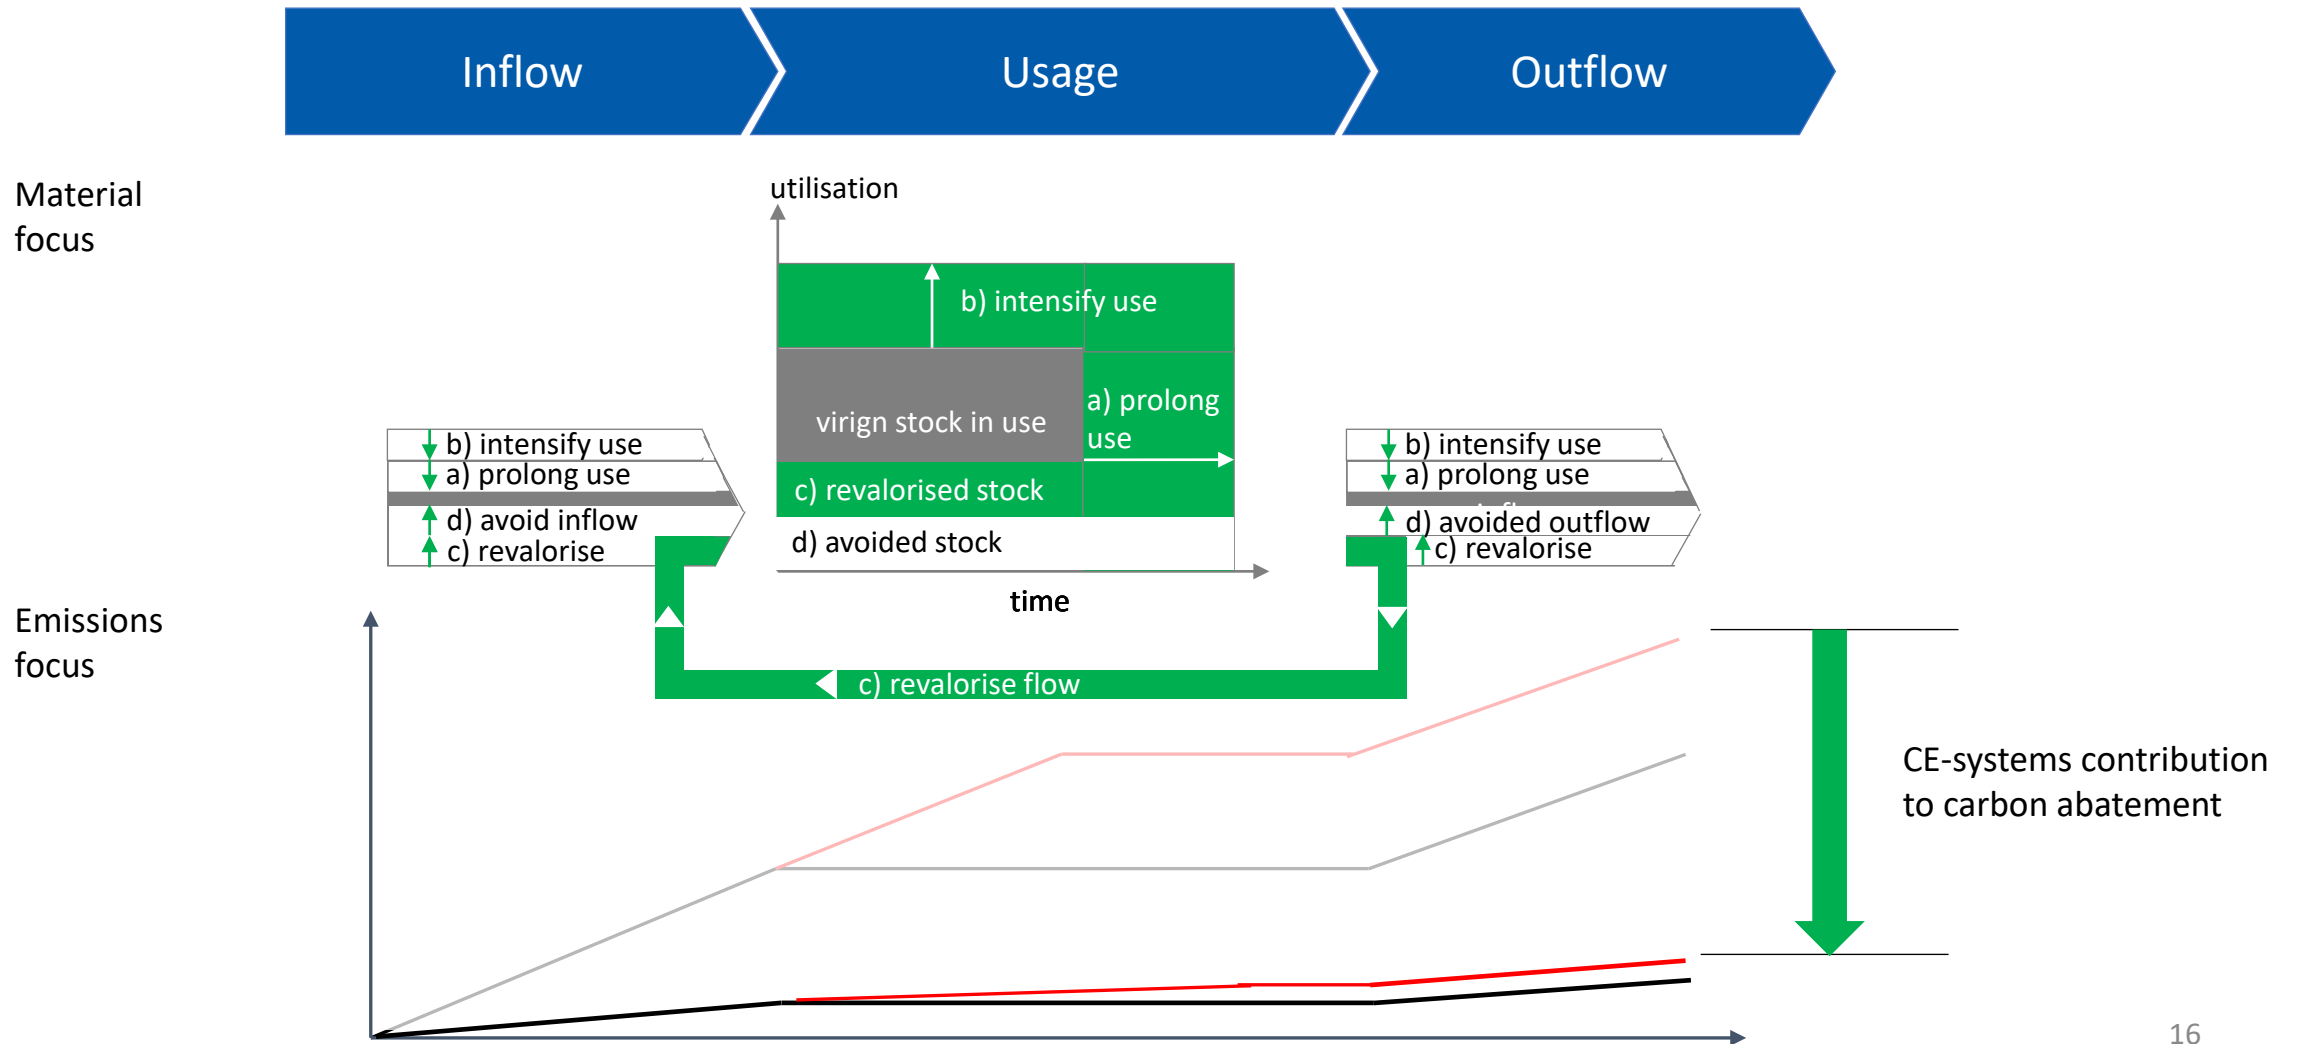 Inflow
Usage
Outflow
Material
focus
utilisation
b) intensify use
virign stock in use
a) prolong
use
c) revalorised stock
d) avoided stock
time
b) intensify use
a) prolong use
d) avoid inflow
c) revalorise
b) intensify use
a) prolong use
d) avoided outflow
c) revalorise
Emissions
focus
c) revalorise flow
CE-systems contribution
to carbon abatement
16